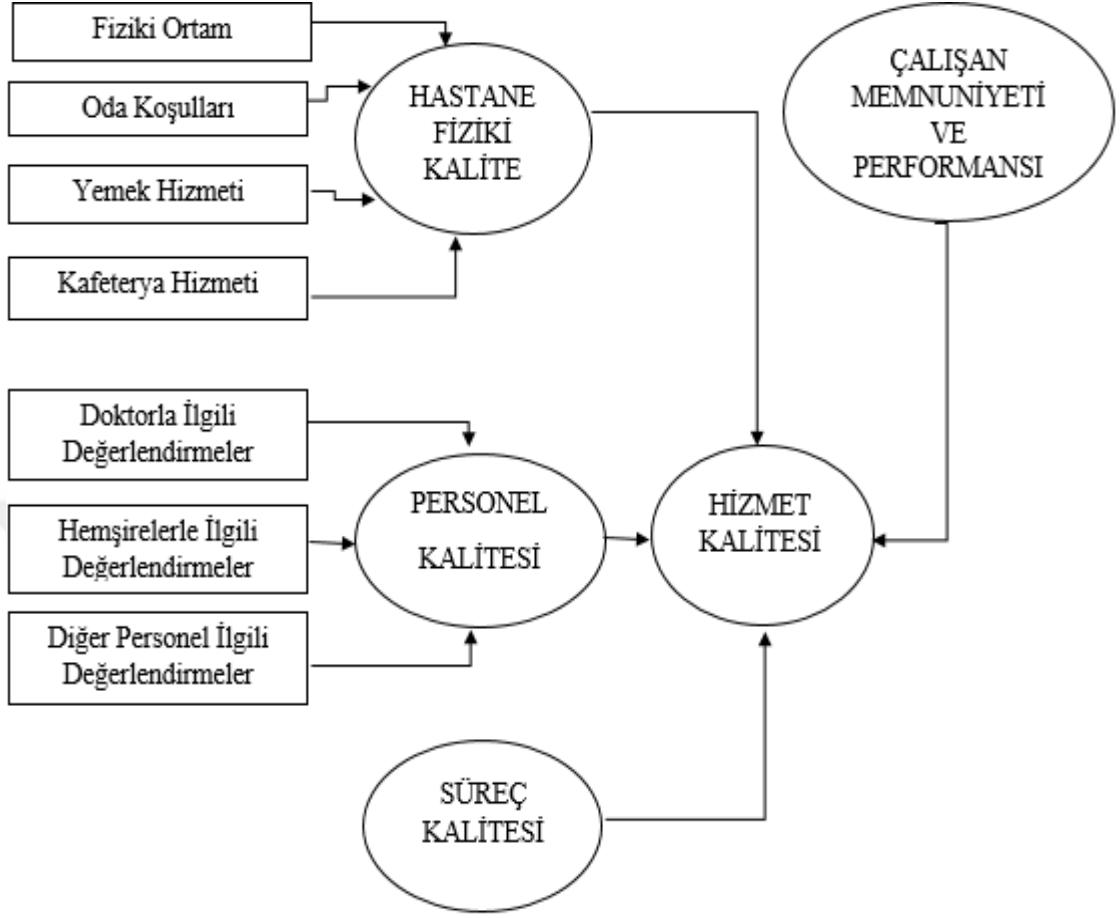 Fiziki Ortam
Oda Koşulları
Yemek Hizmeti
Kafeterya Hizmeti
HASTANE
FİZİKİ
KALİTE
ÇALIŞAN
MEMNUNİYETİ
VE
PERFORMANSI
Doktorla İlgili
Değerlendirmeler
Hemşirelerle İlgili
Değerlendirmeler
Diğer Personel İlgili
Değerlendirmeler
PERSONEL
KALİTESİ
HİZMET
KALİTESİ
SÜREÇ
KALİTESİ